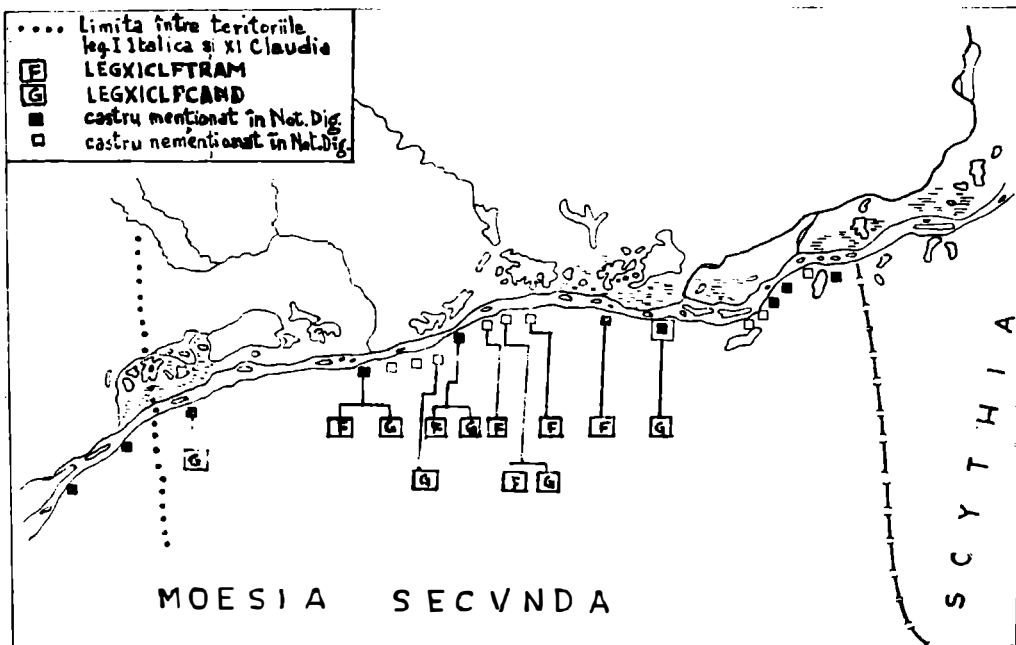 Limita între teritoriile
leg.I Italica și XI Claudia
F LEGXICLFTRAM
G LEGXICLFCAND
castru menționat în Not. Dig.
castru nemenționat în Not.Dig.
G
F G F G F F F G
G F G
MOESIA SECVNDA
SCYTHIA